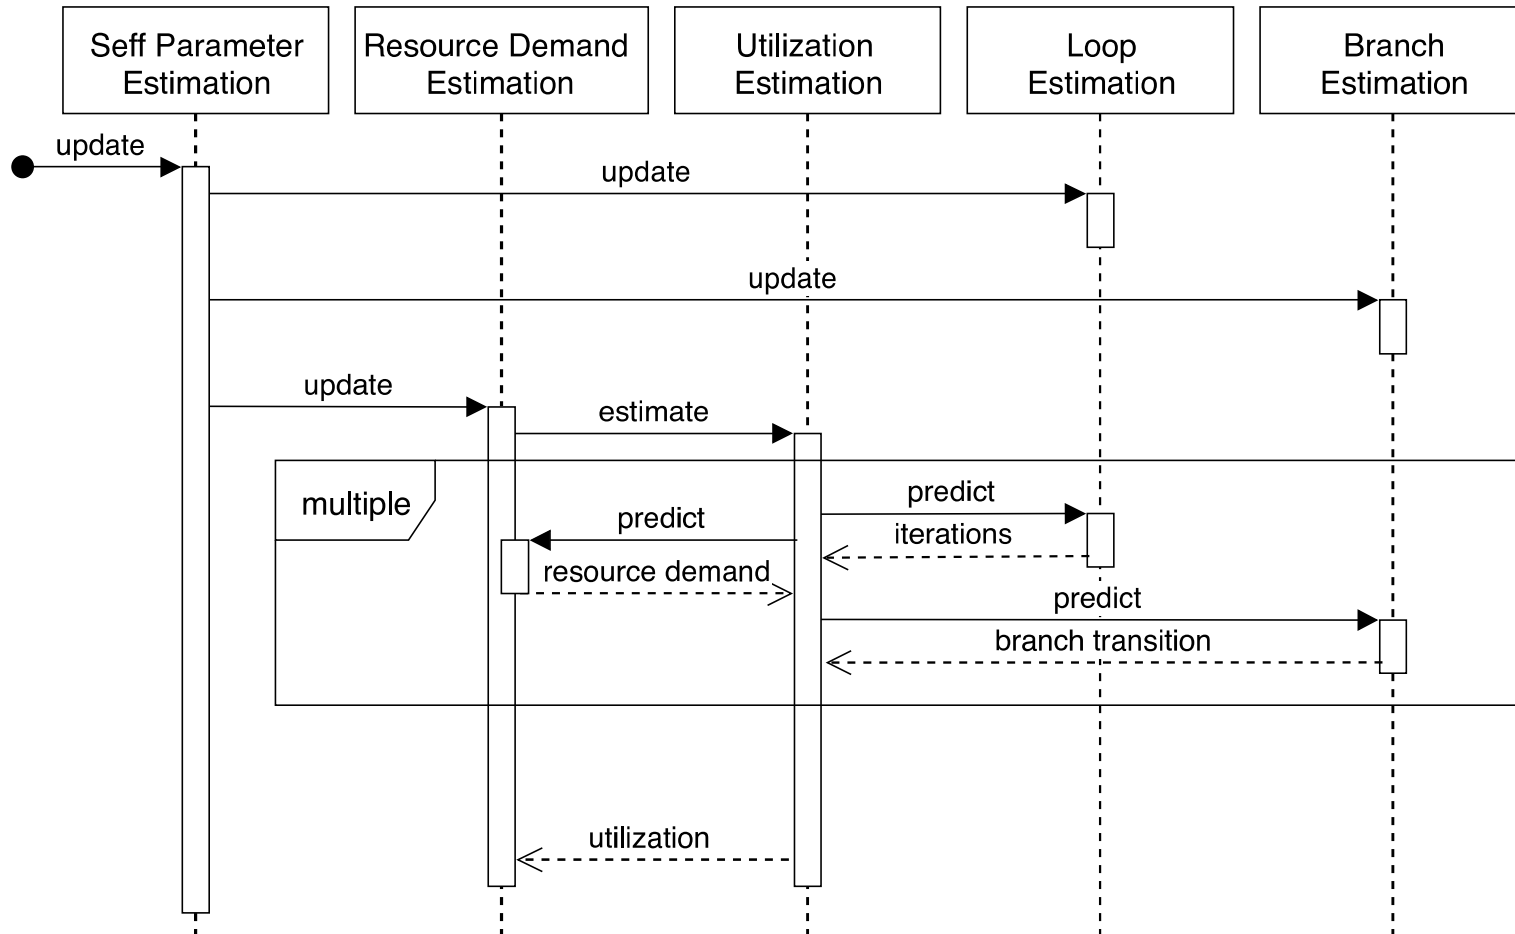 Seff Parameter
Estimation
Resource Demand
Estimation
Utilization
Estimation
Loop
Estimation
Branch
Estimation
update
update
update
update
estimate
multiple
predict
predict
iterations
resource demand
predict
branch transition
utilization